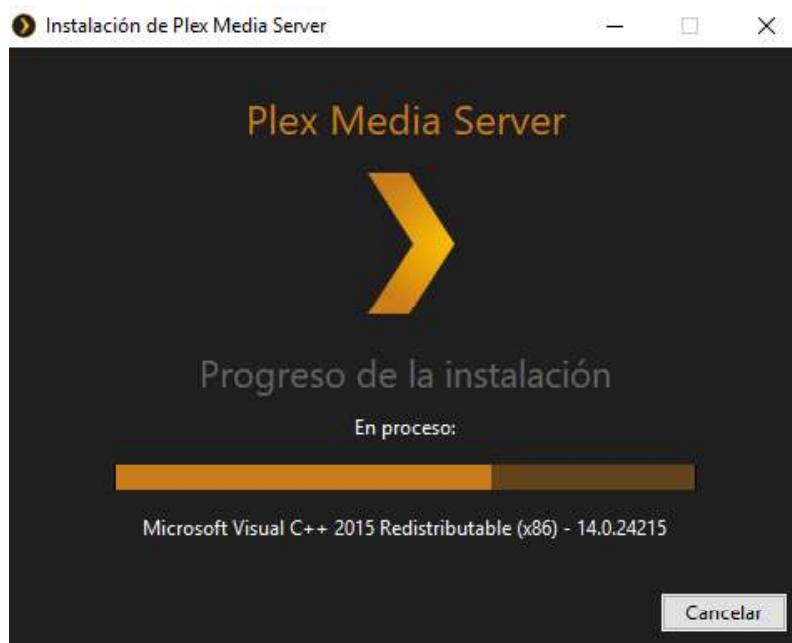 Instalación de Plex Media Server
Plex Media Server
Progreso de la instalación
En proceso:
Microsoft Visual C++ 2015 Redistributable (x86) - 14.0.24215
Cancelar